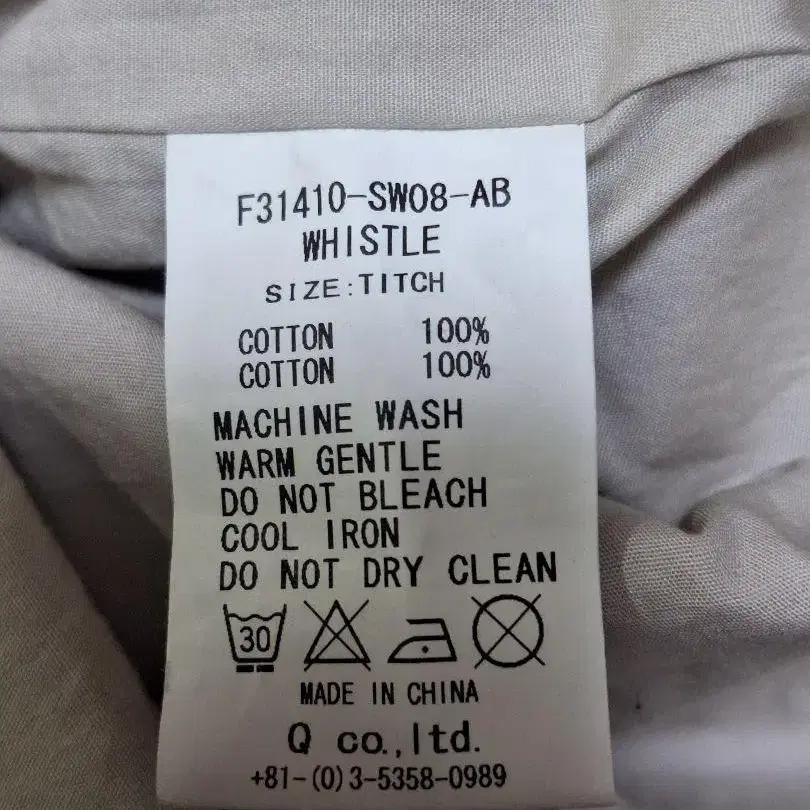 F31410-SW08-AB
WHISTLE
SIZE:TITCH
COTTON 100%
COTTON 100%
MACHINE WASH
WARM GENTLE
DO NOT BLEACH
COOL IRON
DO NOT DRY CLEAN
30
MADE IN CHINA
Q co.,ltd.
+81-(0)3-5358-0989